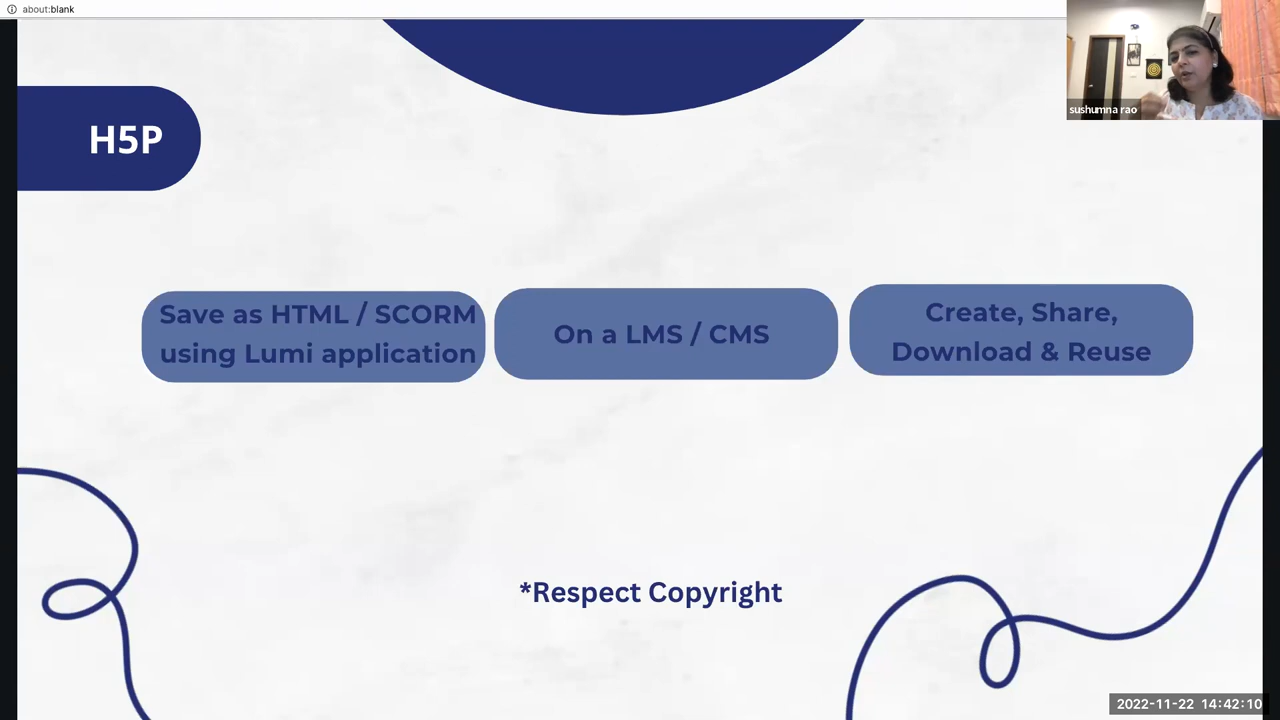 about:blank
sushumna rao
H5P
Save as HTML / SCORM
using Lumi application
On a LMS / CMS
Create, Share,
Download & Reuse
*Respect Copyright
2022-11-22 14:42:10